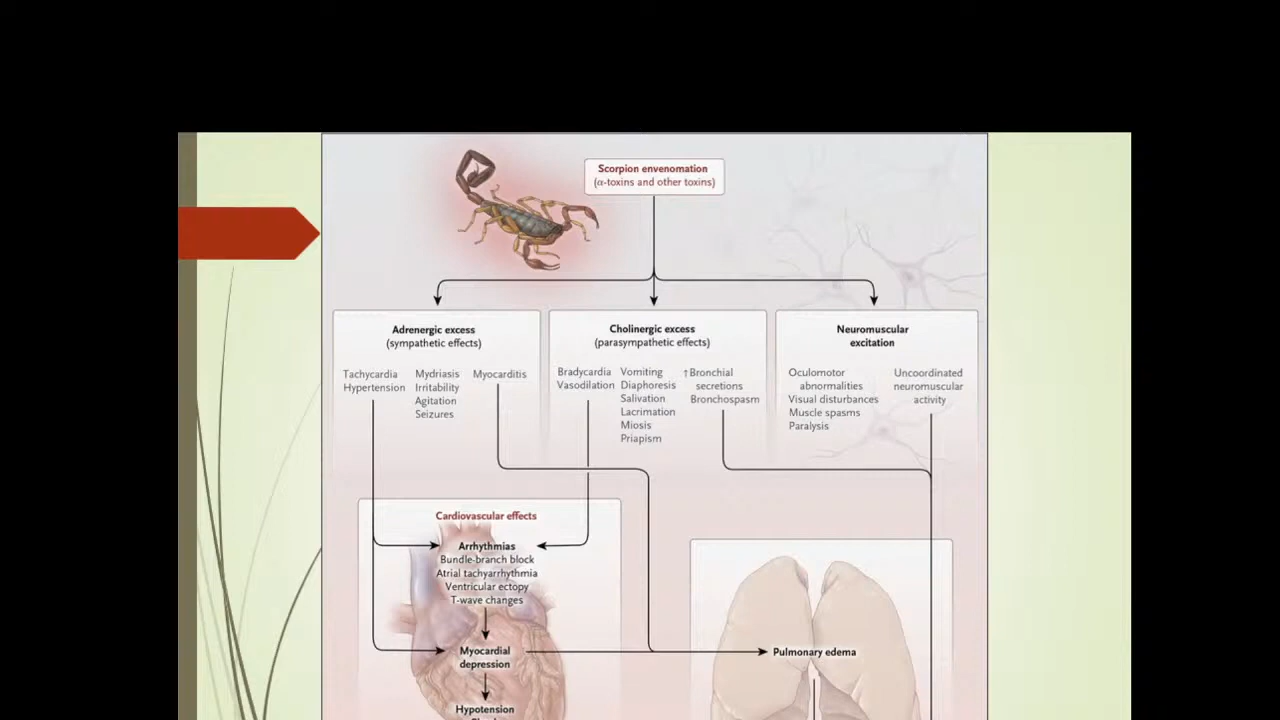 Scorpion envenomation
(α-toxins and other toxins)
Adrenergic excess
(sympathetic effects)
Tachycardia
Hypertension
Mydriasis
Irritability
Agitation
Seizures
Myocarditis
Cholinergic excess
(parasympathetic effects)
Bradycardia
Vasodilation
Vomiting
Diaphoresis
Salivation
Lacrimation
Miosis
Priapism
↑Bronchial
secretions
Bronchospasm
Neuromuscular
excitation
Oculomotor
abnormalities
Visual disturbances
Muscle spasms
Paralysis
Uncoordinated
neuromuscular
activity
Cardiovascular effects
Arrhythmias
Bundle-branch block
Atrial tachyarrhythmia
Ventricular ectopy
T-wave changes
Myocardial
depression
Hypotension
Pulmonary edema